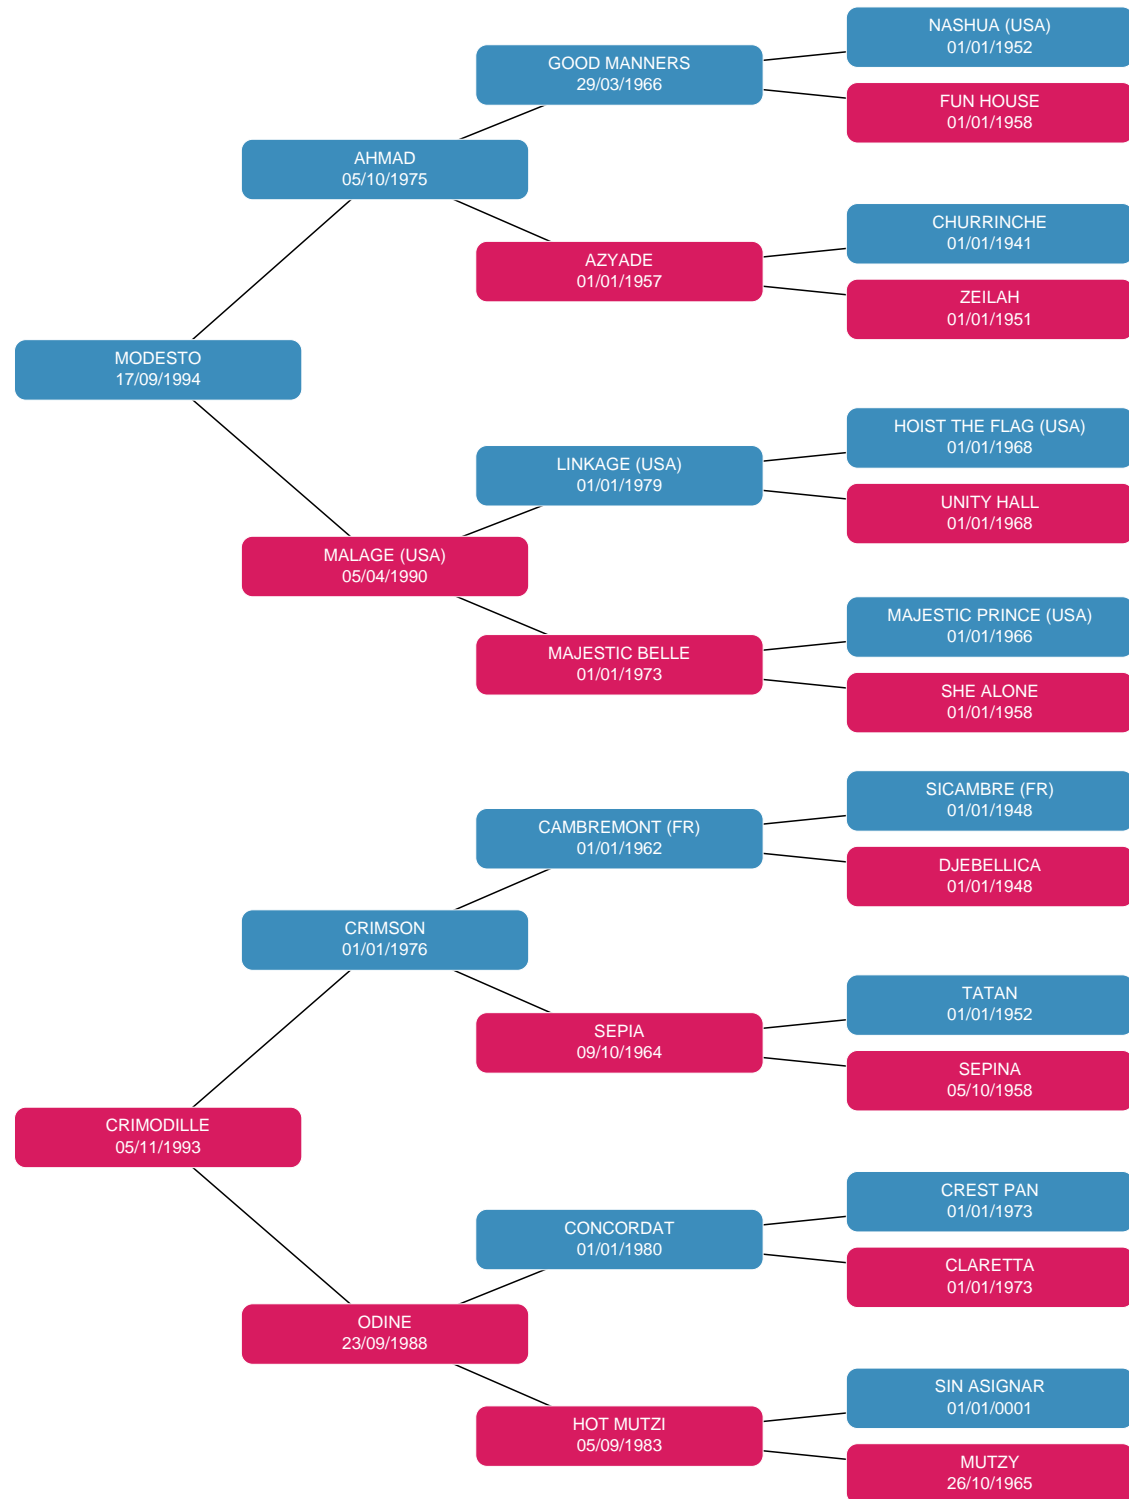 NASHUA (USA)
01/01/1952
GOOD MANNERS
29/03/1966
FUN HOUSE
01/01/1958
AHMAD
05/10/1975
CHURRINCHE
01/01/1941
AZYADE
01/01/1957
ZEILAH
01/01/1951
MODESTO
17/09/1994
HOIST THE FLAG (USA)
01/01/1968
LINKAGE (USA)
01/01/1979
UNITY HALL
01/01/1968
MALAGE (USA)
05/04/1990
MAJESTIC PRINCE (USA)
01/01/1966
MAJESTIC BELLE
01/01/1973
SHE ALONE
01/01/1958
SICAMBRE (FR)
01/01/1948
CAMBREMONT (FR)
01/01/1962
DJEBELLICA
01/01/1948
CRIMSON
01/01/1976
TATAN
01/01/1952
SEPIA
09/10/1964
SEPINA
05/10/1958
CRIMODILLE
05/11/1993
CREST PAN
01/01/1973
CONCORDAT
01/01/1980
CLARETTA
01/01/1973
ODINE
23/09/1988
SIN ASIGNAR
01/01/0001
HOT MUTZI
05/09/1983
MUTZY
26/10/1965